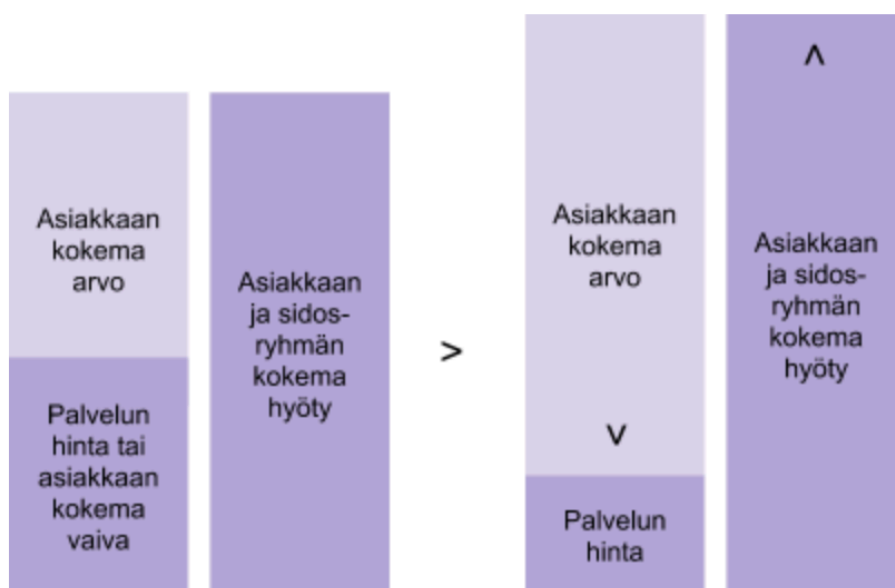 Asiakkaan
kokema
arvo
Palvelun
hinta tai
asiakkaan
kokema
vaiva
Asiakkaan
ja sidos-
ryhmän
kokema
hyöty
>
Asiakkaan
kokema
arvo
v
Palvelun
hinta
ʌ
Asiakkaan
ja sidos-
ryhmän
kokema
hyöty